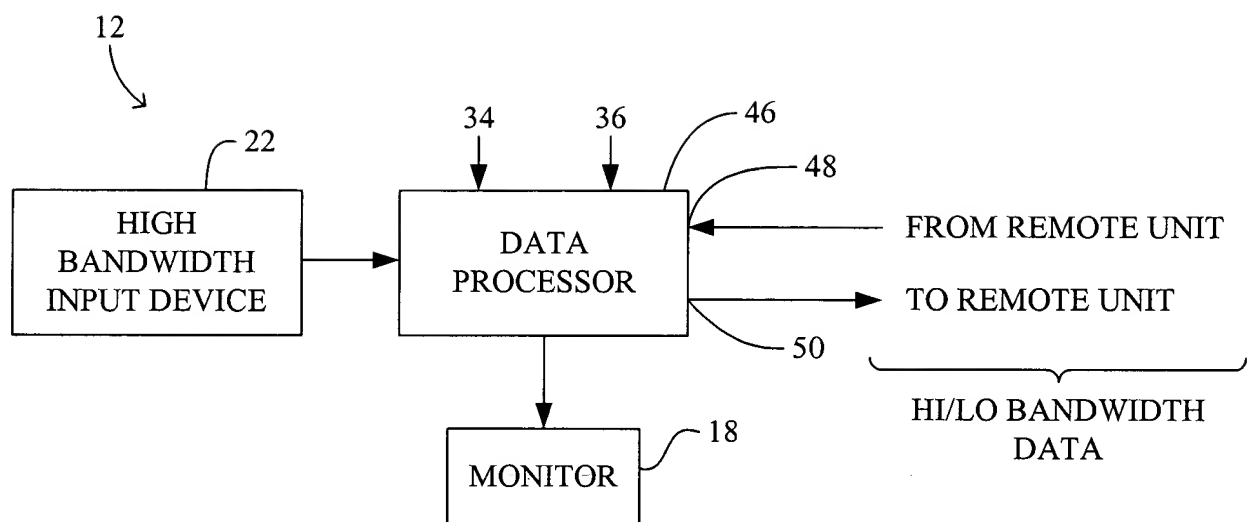 12
22
34
36
46
48
HIGH
BANDWIDTH
INPUT DEVICE
DATA
PROCESSOR
FROM REMOTE UNIT
TO REMOTE UNIT
50
HI/LO BANDWIDTH
DATA
18
MONITOR